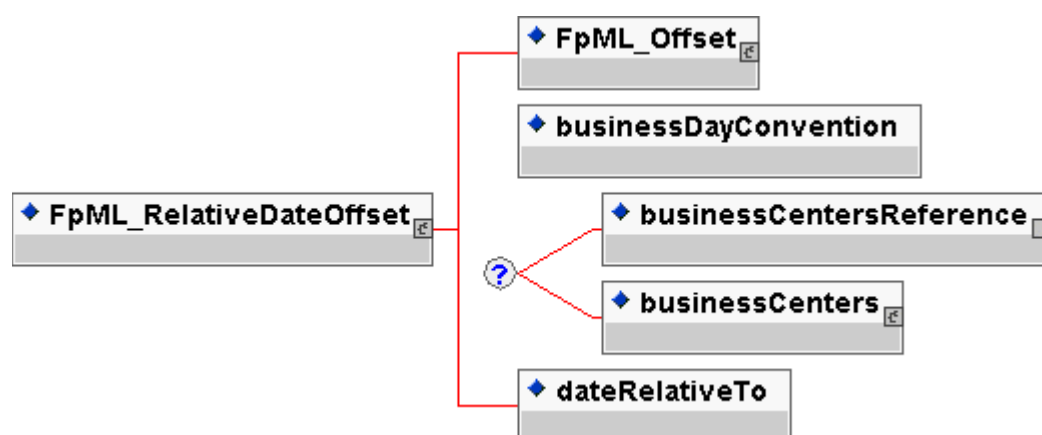 FpML_Offset
businessDayConvention
FpML_RelativeDateOffset
businessCentersReference
?
businessCenters
dateRelativeTo